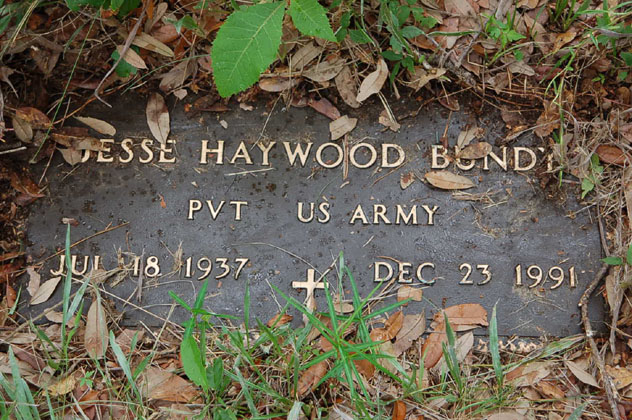 JESSE HAYWOOD BUNDY
PVT US ARMY
JUL 18 1937 DEC 23 1991